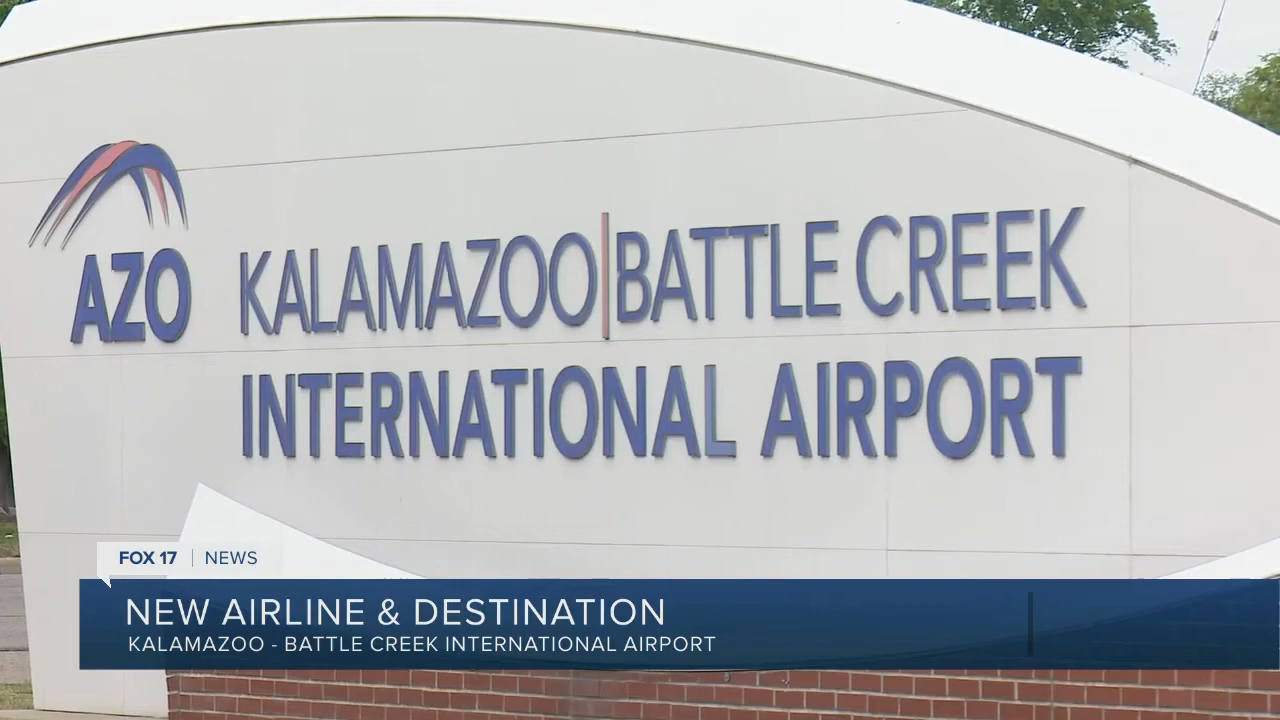 AZO
KALAMAZOO|BATTLE CREEK
INTERNATIONAL AIRPORT
FOX 17 | NEWS
NEW AIRLINE & DESTINATION
KALAMAZOO - BATTLE CREEK INTERNATIONAL AIRPORT